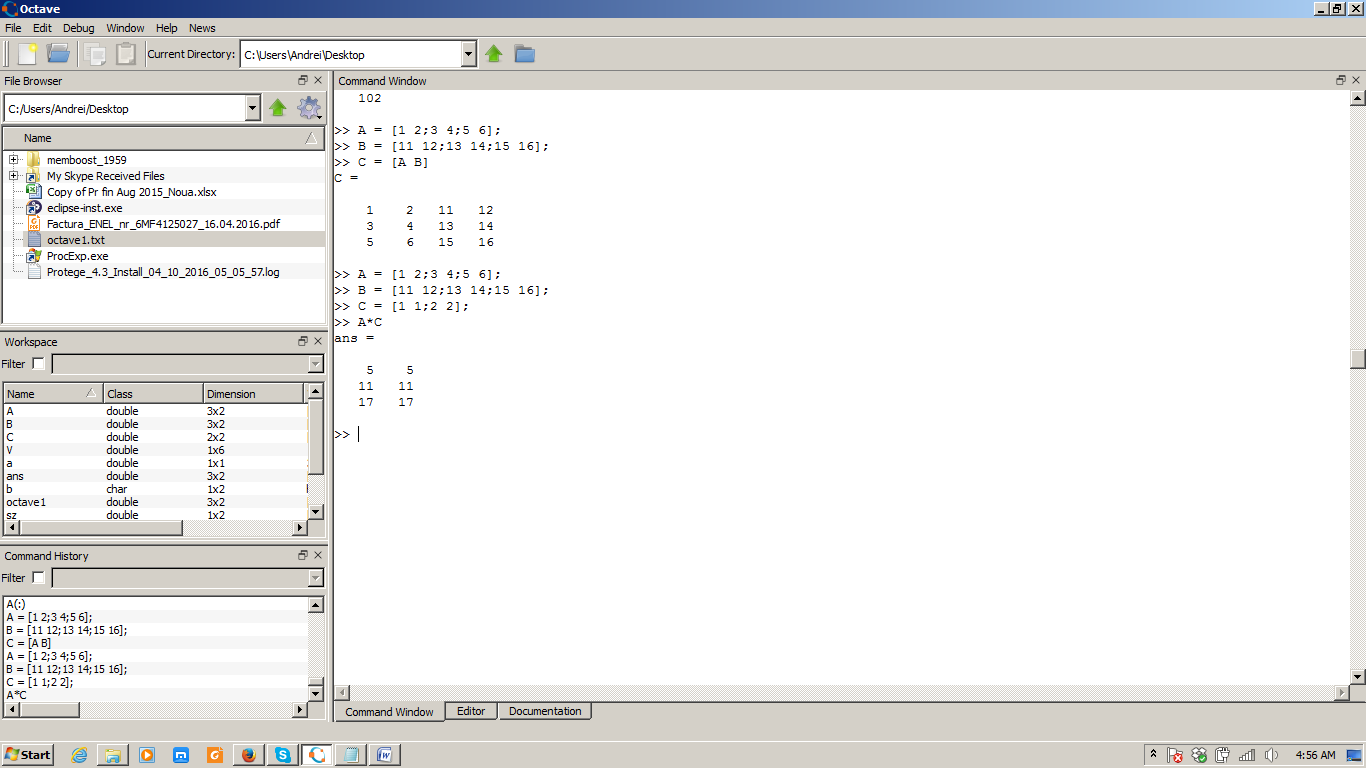 Octave
File Edit Debug Window Help News
Current Directory: C:\Users\Andrei\Desktop
File Browser
C:/Users/Andrei/Desktop
Name
memboost_1959
My Skype Received Files
Copy of Pr fin Aug 2015_Noua.xlsx
eclipse-inst.exe
Factura_ENEL_nr_6MF4125027_16.04.2016.pdf
octave1.txt
ProcExp.exe
Protege_4.3_Install_04_10_2016_05_05_57.log
Workspace
Filter
Name Class Dimension
A double 3x2
B double 3x2
C double 2x2
V double 1x6
a double 1x1
ans double 3x2
b char 1x2
octave1 double 3x2
sz double 1x2
Command History
Filter
A(:)
A = [1 2;3 4;5 6];
B = [11 12;13 14;15 16];
C = [A B]
A = [1 2;3 4;5 6];
B = [11 12;13 14;15 16];
C = [1 1;2 2];
A*C
Command Window
102
>> A = [1 2;3 4;5 6];
>> B = [11 12;13 14;15 16];
>> C = [A B]
C =
1 2 11 12
3 4 13 14
5 6 15 16
>> A = [1 2;3 4;5 6];
>> B = [11 12;13 14;15 16];
>> C = [1 1;2 2];
>> A*C
ans =
5 5
11 11
17 17
>>
Command Window Editor Documentation
Start 4:56 AM